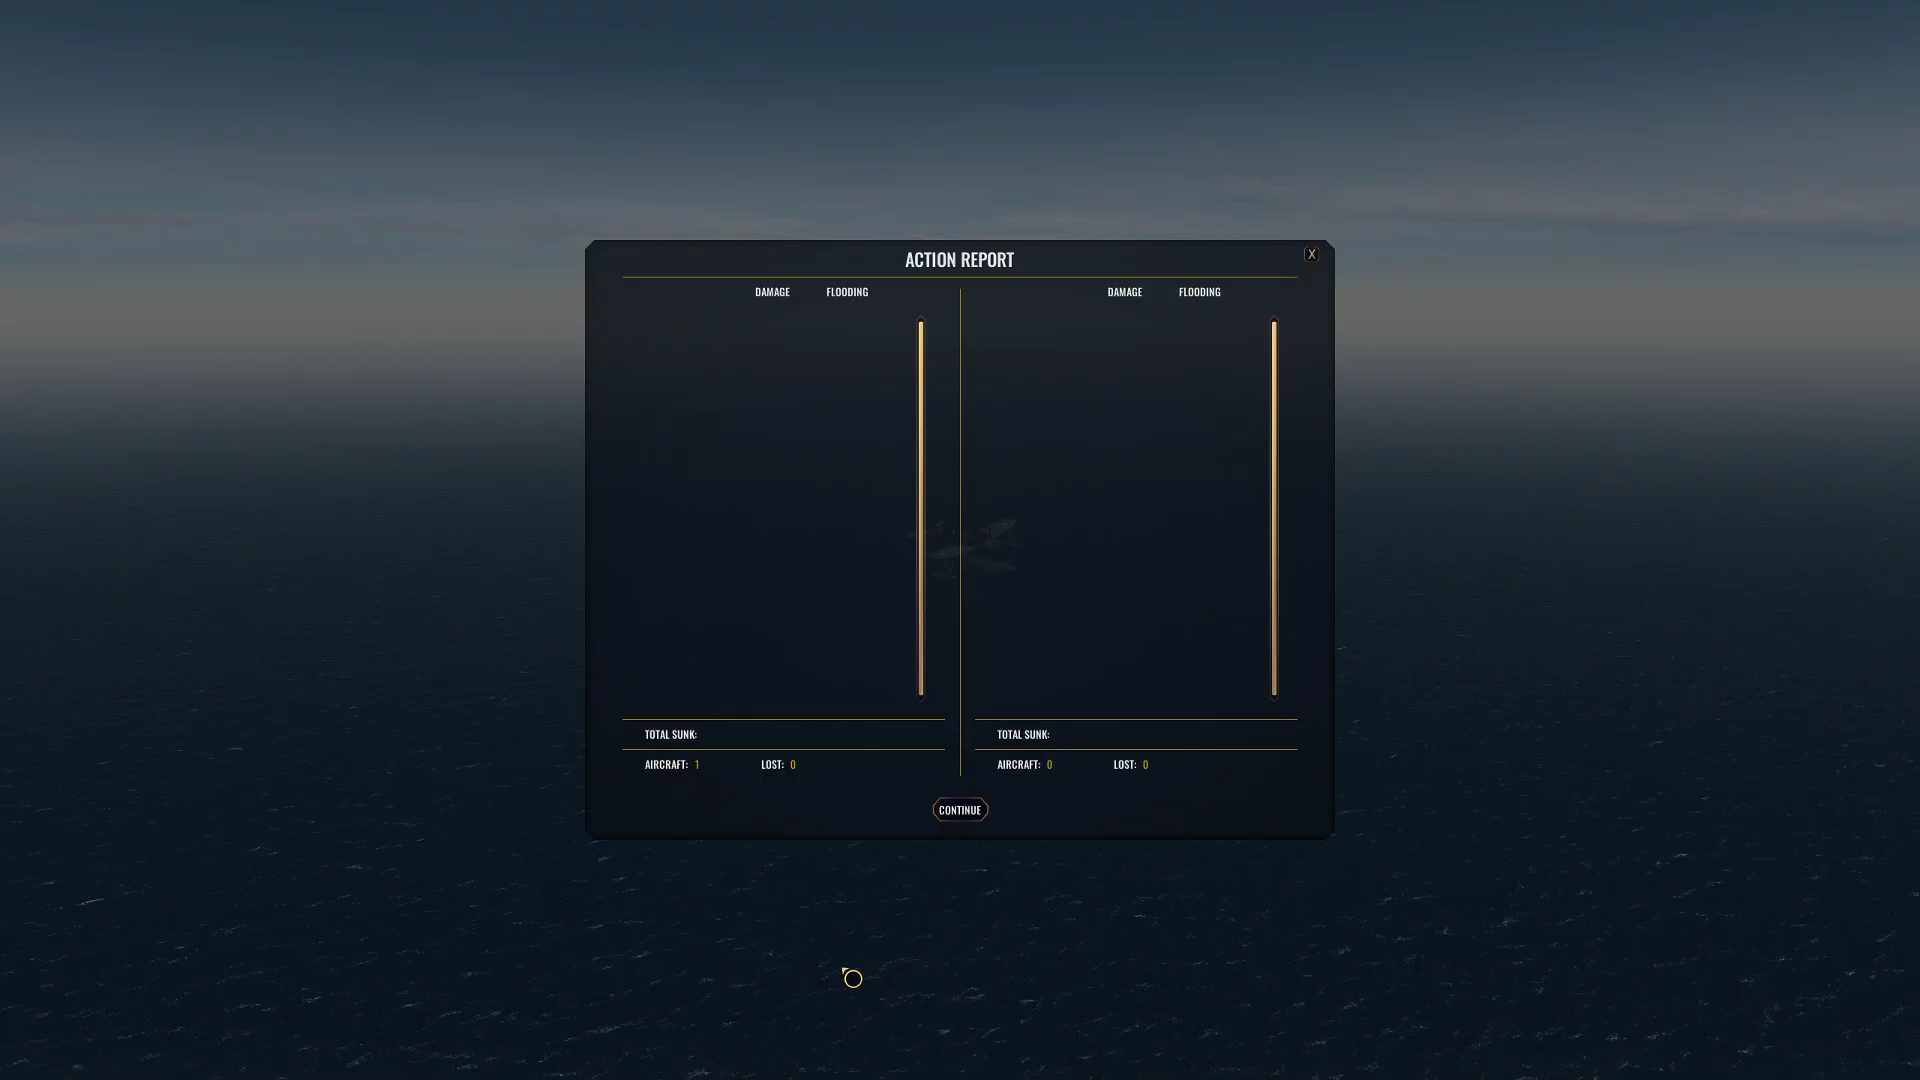 ACTION REPORT
X
DAMAGE FLOODING
DAMAGE FLOODING
TOTAL SUNK:
TOTAL SUNK:
AIRCRAFT: 1 LOST: 0
AIRCRAFT: 0 LOST: 0
CONTINUE